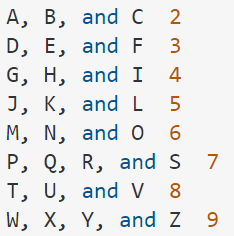 A, B, and C 2
D, E, and F 3
G, H, and I 4
J, K, and L 5
M, N, and O 6
P, Q, R, and S 7
T, U, and V 8
W, X, Y, and Z 9